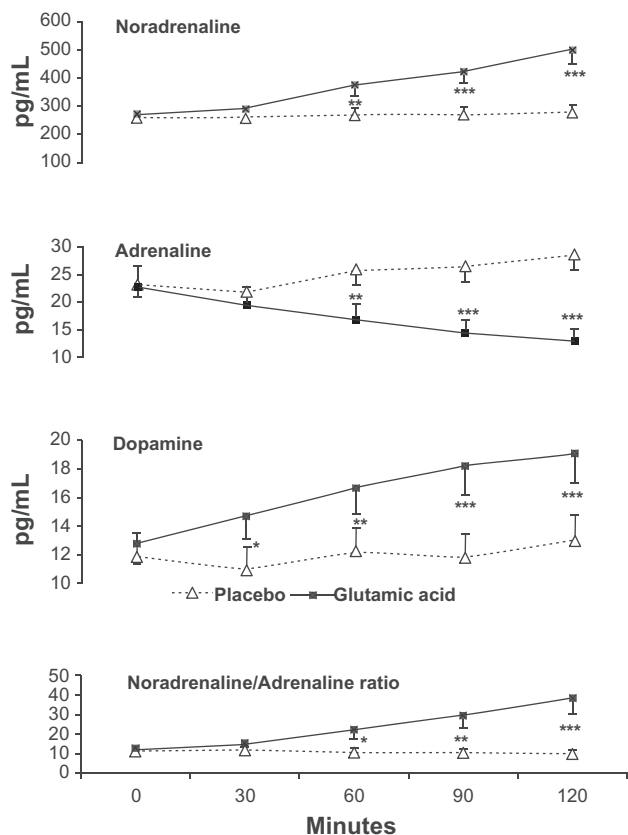 Noradrenaline
600
500
400
300
200
100
pg/mL
** *** ***
Adrenaline
30
25
20
15
10
pg/mL
** *** ***
Dopamine
20
18
16
14
12
10
pg/mL
* ** *** ***
Placebo Glutamic acid
Noradrenaline/Adrenaline ratio
50
40
30
20
10
0
* ** ***
0 30 60 90 120
Minutes